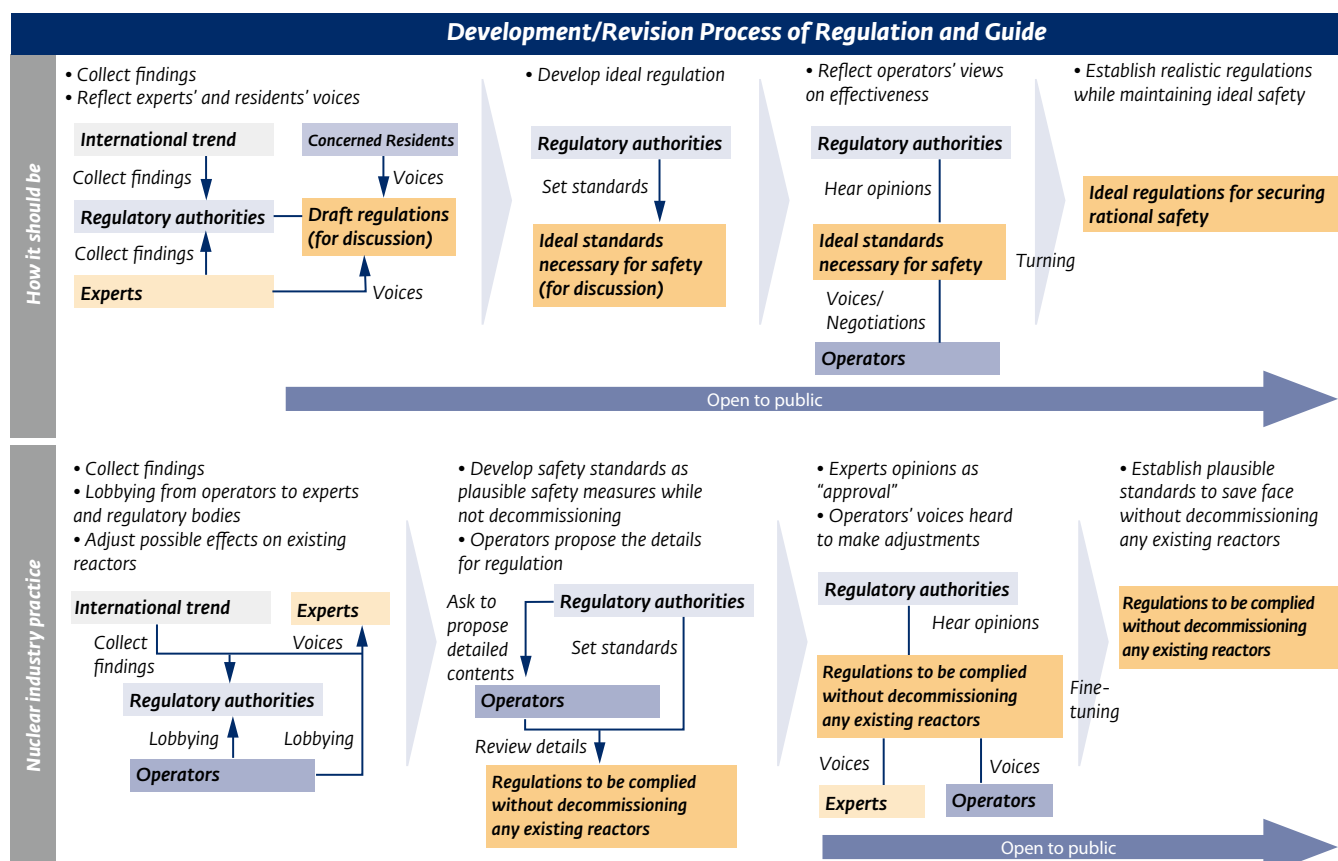 Development/Revision Process of Regulation and Guide
How it should be
• Collect findings
• Reflect experts' and residents' voices
International trend
Concerned Residents
Collect findings
Voices
Regulatory authorities
Draft regulations
(for discussion)
Collect findings
Experts
Voices
• Develop ideal regulation
Regulatory authorities
Set standards
Ideal standards
necessary for safety
(for discussion)
• Reflect operators' views
on effectiveness
Regulatory authorities
Hear opinions
Ideal standards
necessary for safety
Turning
Voices/
Negotiations
Operators
• Establish realistic regulations
while maintaining ideal safety
Ideal regulations for securing
rational safety
Open to public
Nuclear industry practice
• Collect findings
• Lobbying from operators to experts
and regulatory bodies
• Adjust possible effects on existing
reactors
International trend
Experts
Collect
findings
Voices
Regulatory authorities
Lobbying
Lobbying
Operators
• Develop safety standards as
plausible safety measures while
not decommissioning
• Operators propose the details
for regulation
Ask to
propose
detailed
contents
Regulatory authorities
Set standards
Operators
Review details
Regulations to be complied
without decommissioning
any existing reactors
• Experts opinions as
“approval”
• Operators' voices heard
to make adjustments
Regulatory authorities
Hear opinions
Regulations to be complied
without decommissioning
any existing reactors
Fine-
tuning
Voices
Voices
Experts
Operators
• Establish plausible
standards to save face
without decommissioning
any existing reactors
Regulations to be complied
without decommissioning
any existing reactors
Open to public